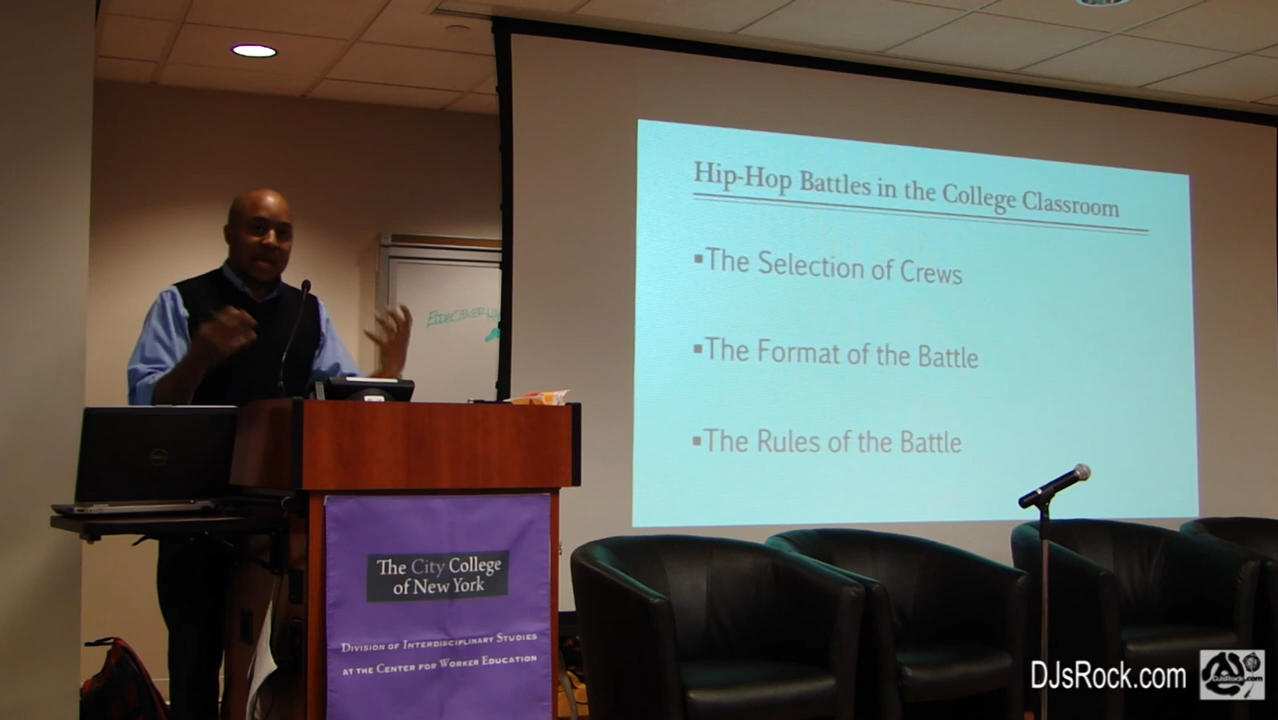 Hip-Hop Battles in the College Classroom
▪The Selection of Crews
▪The Format of the Battle
▪The Rules of the Battle
The City College
of New York
Division of Interdisciplinary Studies
at the Center for Worker Education
DJsRock.com